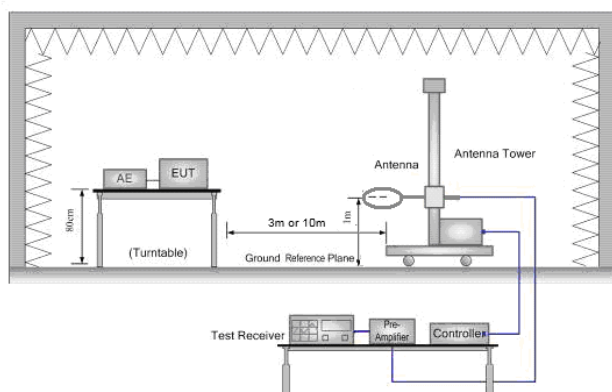 Antenna
Antenna Tower
AE
EUT
80cm
(Turntable)
3m or 10m
1m
Ground Reference Plane
Test Receiver
Pre-
Amplifier
Controller